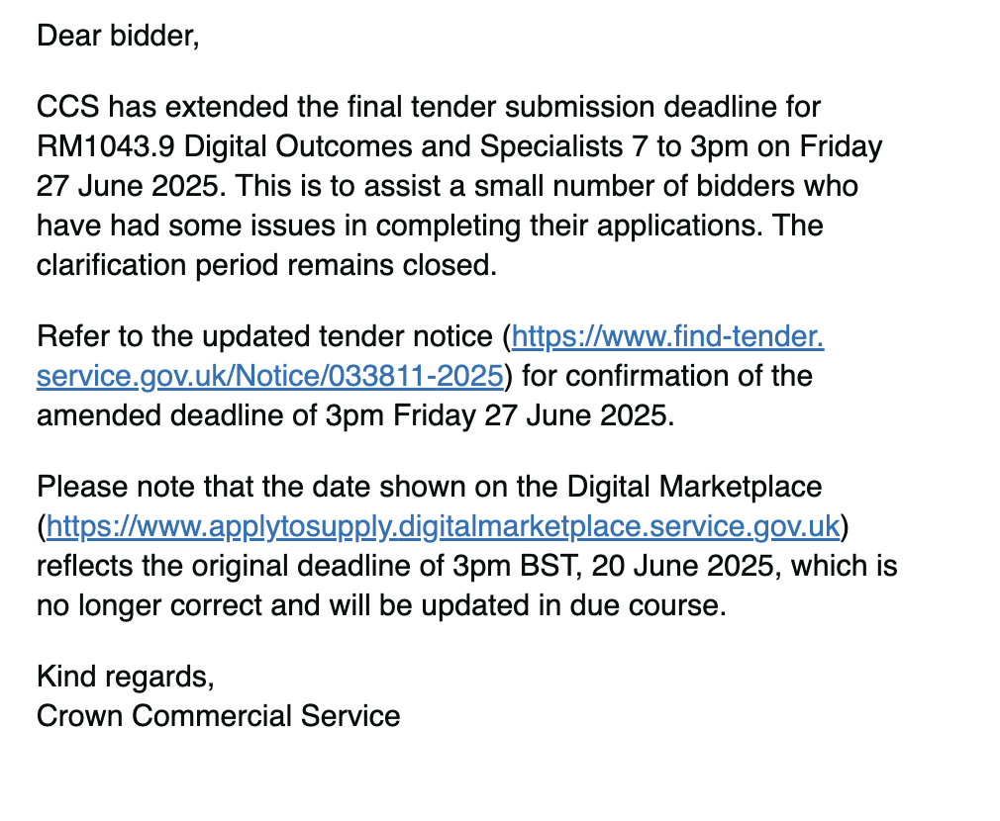 Dear bidder,
CCS has extended the final tender submission deadline for
RM1043.9 Digital Outcomes and Specialists 7 to 3pm on Friday
27 June 2025. This is to assist a small number of bidders who
have had some issues in completing their applications. The
clarification period remains closed.
Refer to the updated tender notice (https://www.find-tender.
service.gov.uk/Notice/033811-2025) for confirmation of the
amended deadline of 3pm Friday 27 June 2025.
Please note that the date shown on the Digital Marketplace
(https://www.applytosupply.digitalmarketplace.service.gov.uk)
reflects the original deadline of 3pm BST, 20 June 2025, which is
no longer correct and will be updated in due course.
Kind regards,
Crown Commercial Service